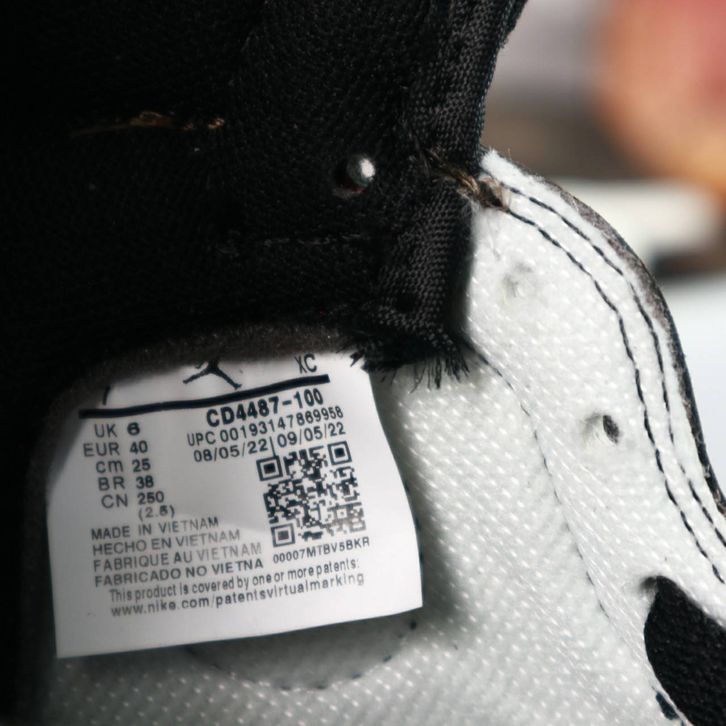 XC
UK 6
EUR 40
cm 25
BR 38
CN 250
(2.5)
CD4487-100
UPC 00193147869958
08/05/22 09/05/22
MADE IN VIETNAM
HECHO EN VIETNAM
FABRIQUE AU VIETNAM
FABRICADO NO VIETNA
00007MTBV5BKR
This product is covered by one or more patents:
www.nike.com/patentsvirtualmarking